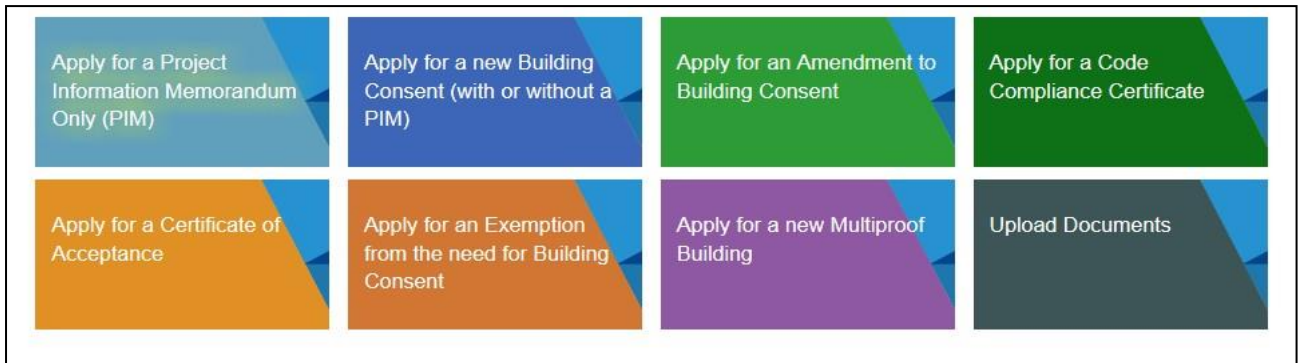 Apply for a Project
Information Memorandum
Only (PIM)
Apply for a new Building
Consent (with or without a
PIM)
Apply for an Amendment to
Building Consent
Apply for a Code
Compliance Certificate
Apply for a Certificate of
Acceptance
Apply for an Exemption
from the need for Building
Consent
Apply for a new Multiproof
Building
Upload Documents